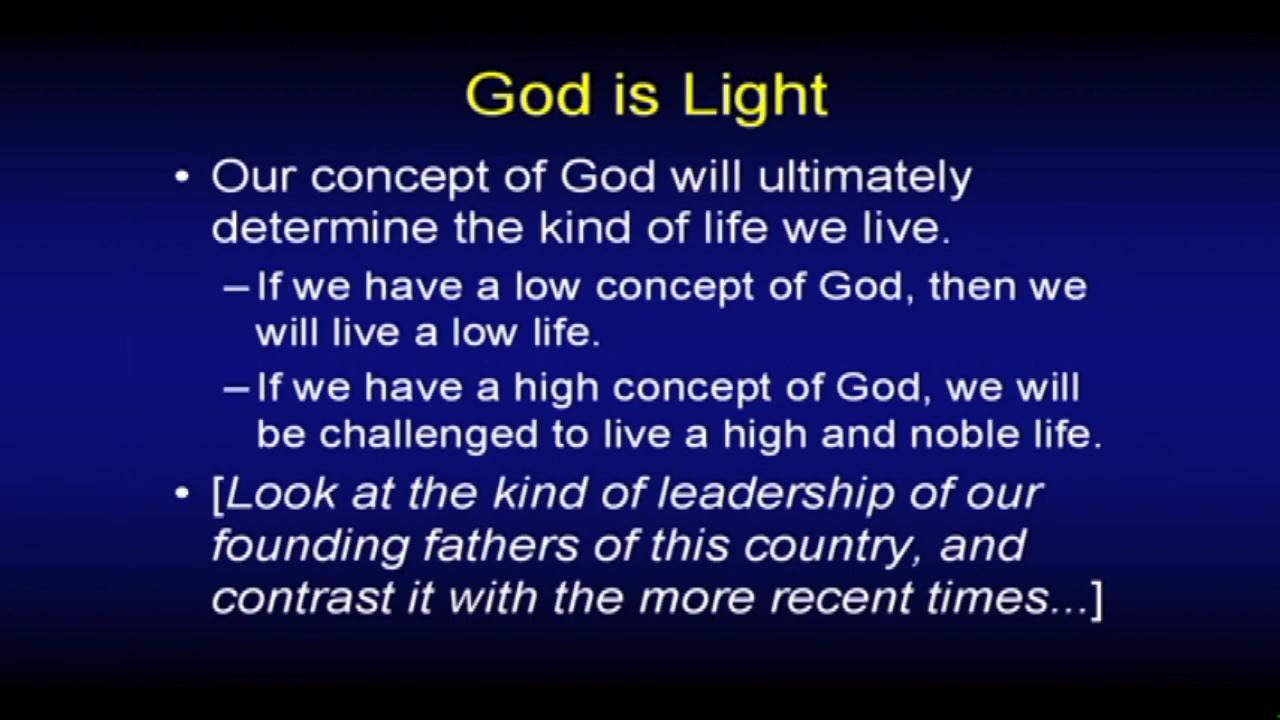 God is Light
• Our concept of God will ultimately
determine the kind of life we live.
– If we have a low concept of God, then we
will live a low life.
– If we have a high concept of God, we will
be challenged to live a high and noble life.
• [Look at the kind of leadership of our
founding fathers of this country, and
contrast it with the more recent times...]